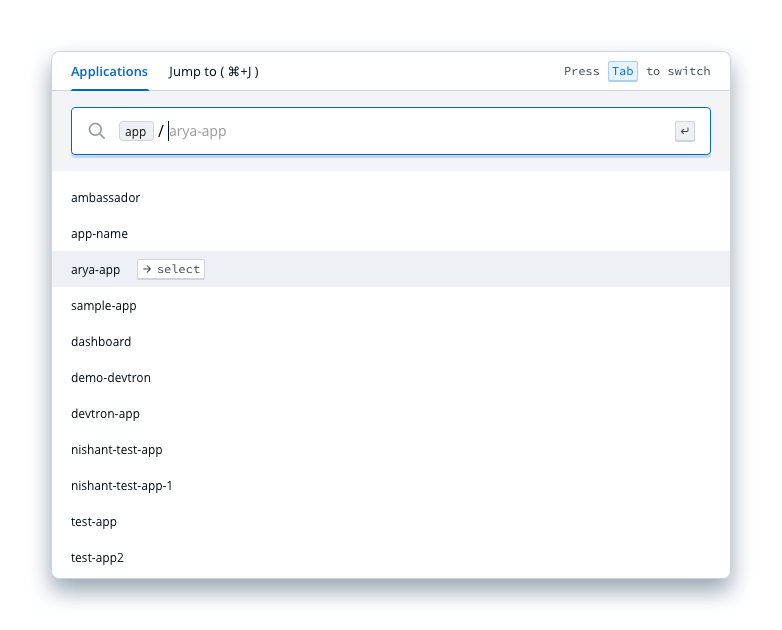 Applications Jump to ( ⌘+J ) Press Tab to switch
app / arya-app ↵
ambassador
app-name
arya-app → select
sample-app
dashboard
demo-devtron
devtron-app
nishant-test-app
nishant-test-app-1
test-app
test-app2